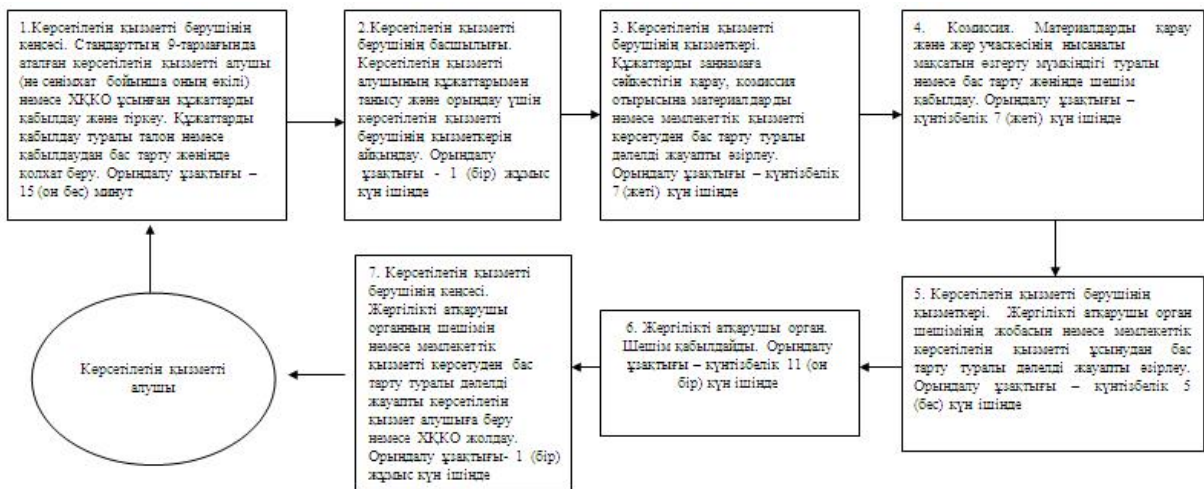 1.Көрсетілетін қызметті берушінің
кеңсесі. Стандарттың 9-тармағында
аталған көрсетілетін қызметті алушы
(не сенімхат бойынша оның өкілі)
немесе ХҚКО ұсынған құжаттарды
қабылдау және тіркеу. Құжаттарды
қабылдау туралы талон немесе
қабылдаудан бас тарту жөнінде
қолхат беру. Орындалу ұзақтығы –
15 (он бес) минут
2.Көрсетілетін қызметті
берушінің басшылығы.
Көрсетілетін қызметті
алушының құжаттарымен
танысу және орындау үшін
көрсетілетін қызметті
берушінің қызметкерін
айқындау. Орындалу
ұзақтығы - 1 (бір) жұмыс
күн ішінде
3. Көрсетілетін қызметті
берушінің қызметкері.
Құжаттарды заңнамаға
сәйкестігін қарау, комиссия
отырысына материалдарды
немесе мемлекеттік қызметті
көрсетуден бас тарту туралы
дәлелді жауапты әзірлеу.
Орындалу ұзақтығы – күнтізбелік
7 (жеті) күн ішінде
4. Комиссия. Материалдарды қарау
және жер учаскесінің нысаналы
мақсатын өзгерту мүмкіндігі туралы
немесе бас тарту жөнінде шешім
қабылдау. Орындалу ұзақтығы –
күнтізбелік 7 (жеті) күн ішінде
5. Көрсетілетін қызметті берушінің
қызметкері. Жергілікті атқарушы орган
шешімінің жобасын немесе мемлекеттік
көрсетілетін қызметті ұсынудан бас
тарту туралы дәлелді жауапты әзірлеу.
Орындалу ұзақтығы – күнтізбелік 5
(бес) күн ішінде
6. Жергілікті атқарушы орган.
Шешім қабылдайды. Орындалу
ұзақтығы – күнтізбелік 11 (он
бір) күн ішінде
7. Көрсетілетін қызметті
берушінің кеңсесі.
Жергілікті атқарушы
органның шешімін
немесе мемлекеттік
қызметті көрсетуден бас
тарту туралы дәлелді
жауапты көрсетілетін
қызмет алушыға беру
немесе ХҚКО жолдау.
Орындалу ұзақтығы- 1 (бір)
жұмыс күн ішінде
Көрсетілетін қызметті
алушы